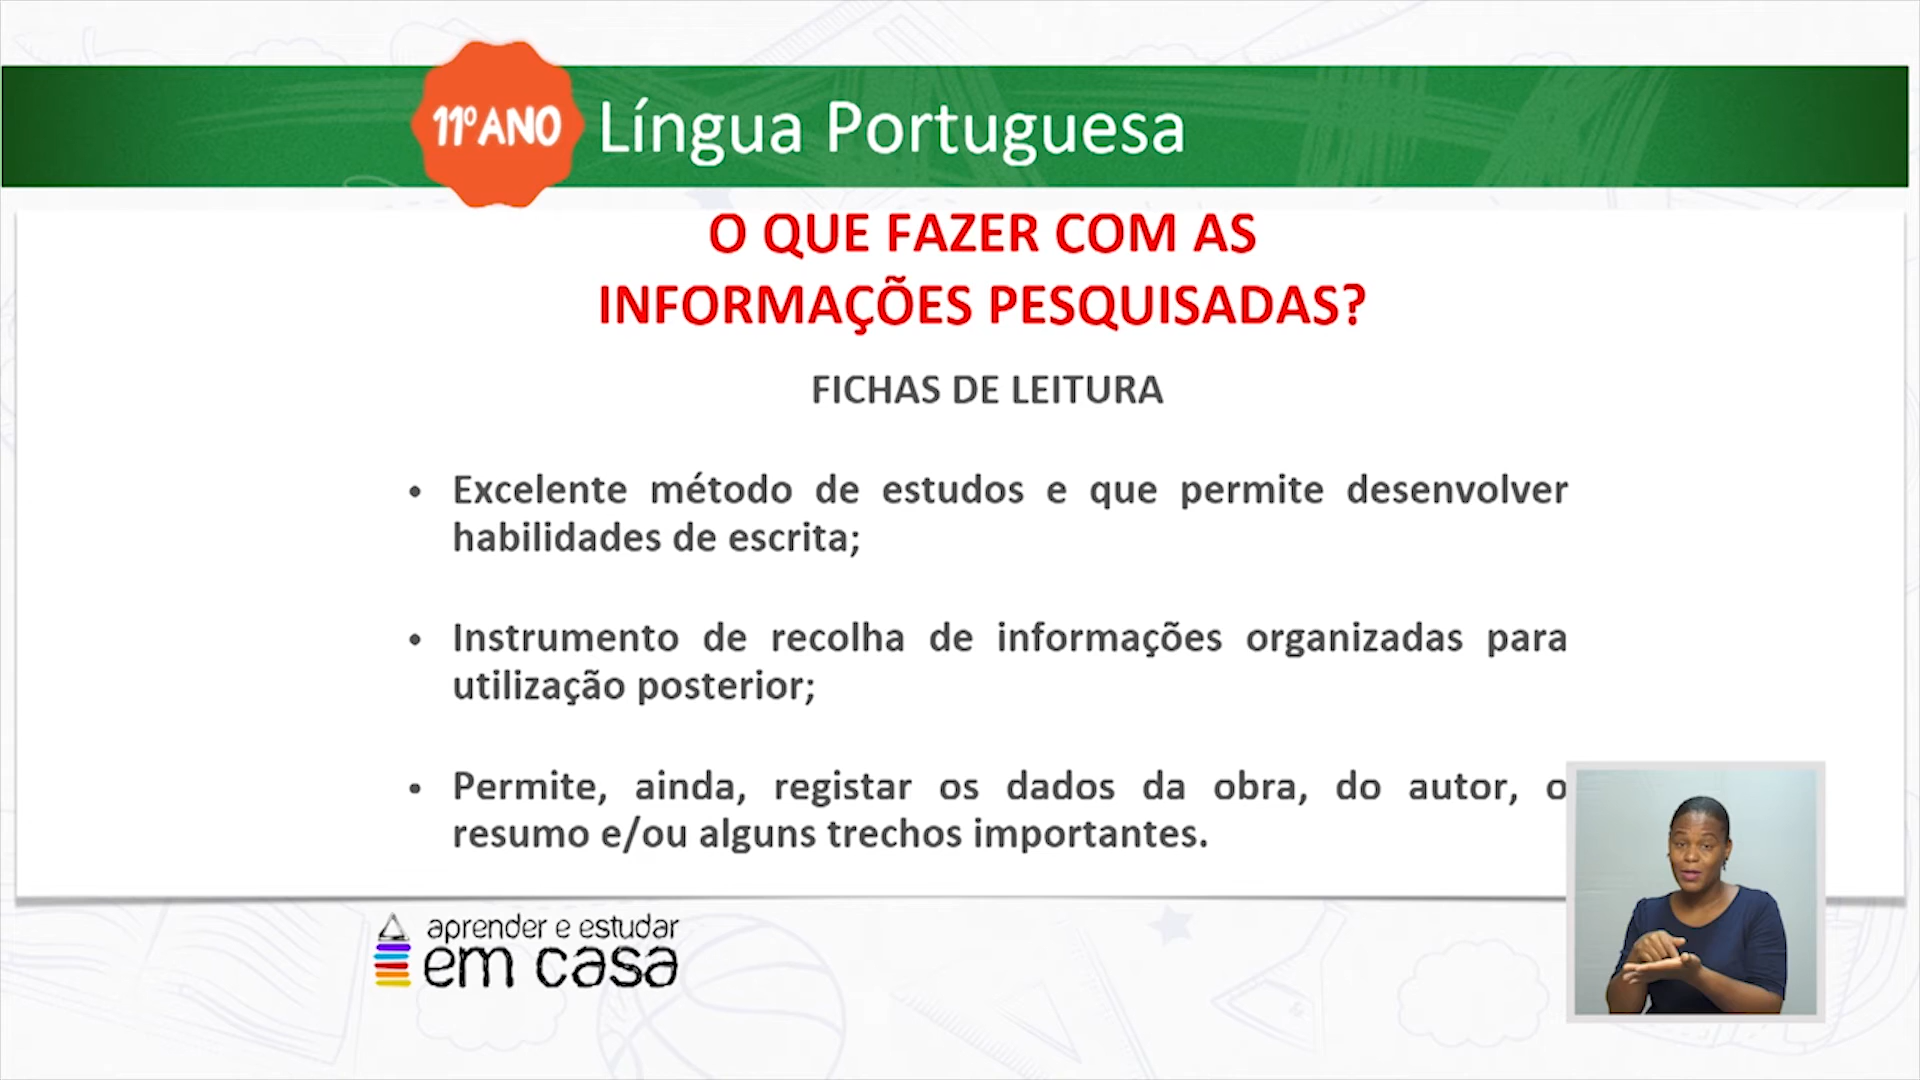 11º ANO
Língua Portuguesa
O QUE FAZER COM AS
INFORMAÇÕES PESQUISADAS?
FICHAS DE LEITURA
• Excelente método de estudos e que permite desenvolver
habilidades de escrita;
• Instrumento de recolha de informações organizadas para
utilização posterior;
• Permite, ainda, registar os dados da obra, do autor, o
resumo e/ou alguns trechos importantes.
aprender e estudar
em casa